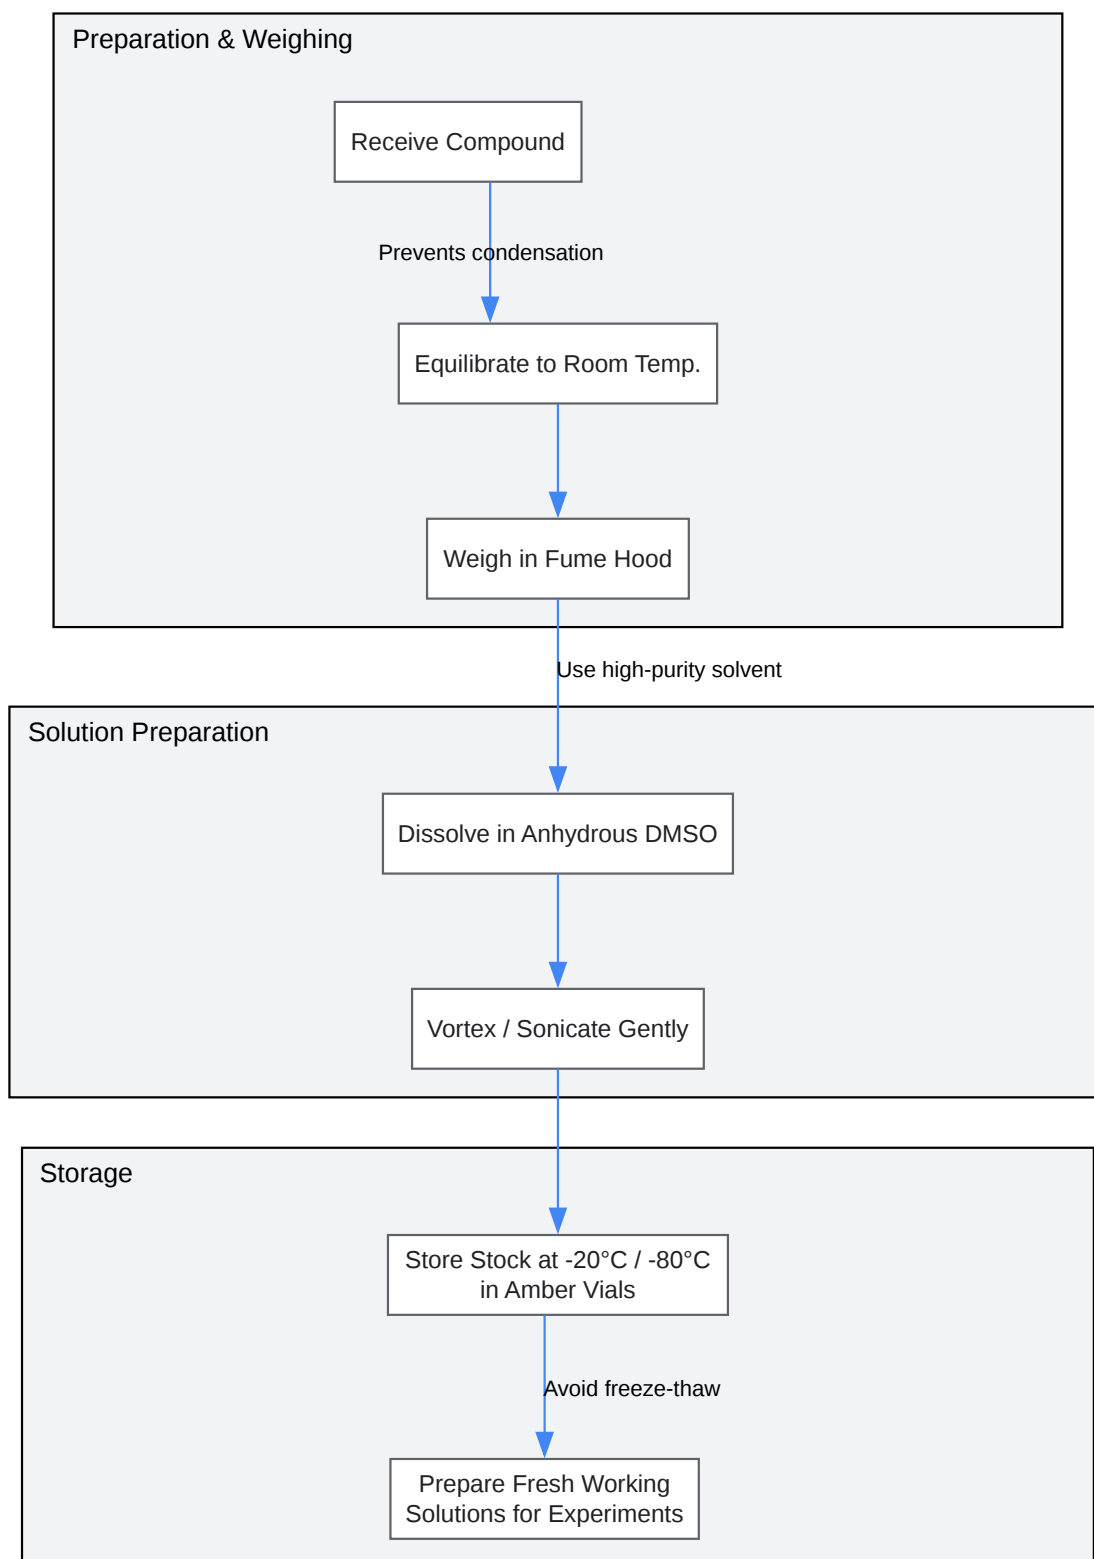 Preparation & Weighing
Receive Compound
Prevents condensation
Equilibrate to Room Temp.
Weigh in Fume Hood
Use high-purity solvent
Solution Preparation
Dissolve in Anhydrous DMSO
Vortex / Sonicate Gently
Storage
Store Stock at -20°C / -80°C
in Amber Vials
Avoid freeze-thaw
Prepare Fresh Working
Solutions for Experiments